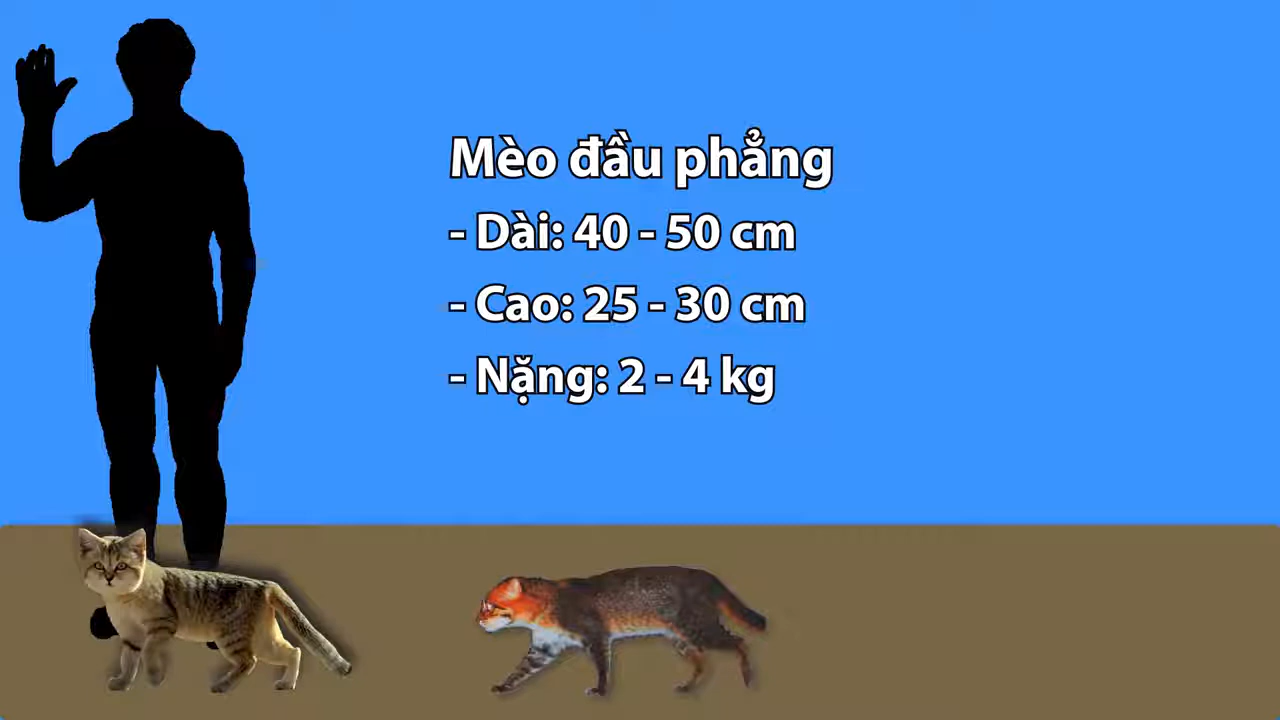 Mèo đầu phẳng
- Dài: 40 - 50 cm
- Cao: 25 - 30 cm
- Nặng: 2 - 4 kg